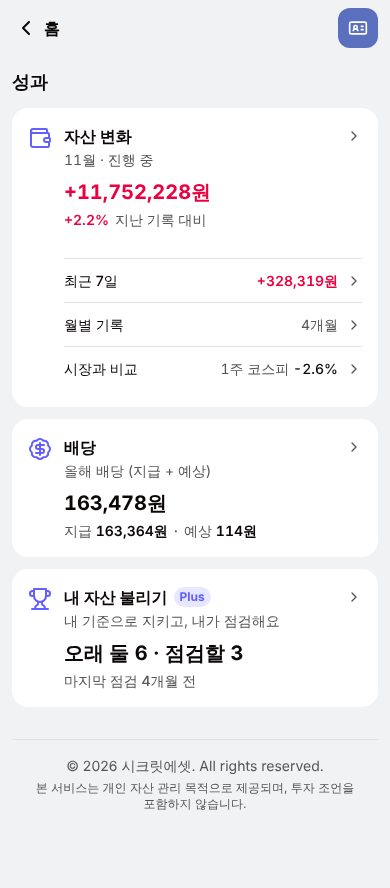 홈
성과
자산 변화
11월 · 진행 중
+11,752,228원
+2.2% 지난 기록 대비
최근 7일 +328,319원
월별 기록 4개월
시장과 비교 1주 코스피 -2.6%
배당
올해 배당 (지급 + 예상)
163,478원
지급 163,364원 · 예상 114원
내 자산 불리기 Plus
내 기준으로 지키고, 내가 점검해요
오래 둘 6 · 점검할 3
마지막 점검 4개월 전
© 2026 시크릿에셋. All rights reserved.
본 서비스는 개인 자산 관리 목적으로 제공되며, 투자 조언을
포함하지 않습니다.